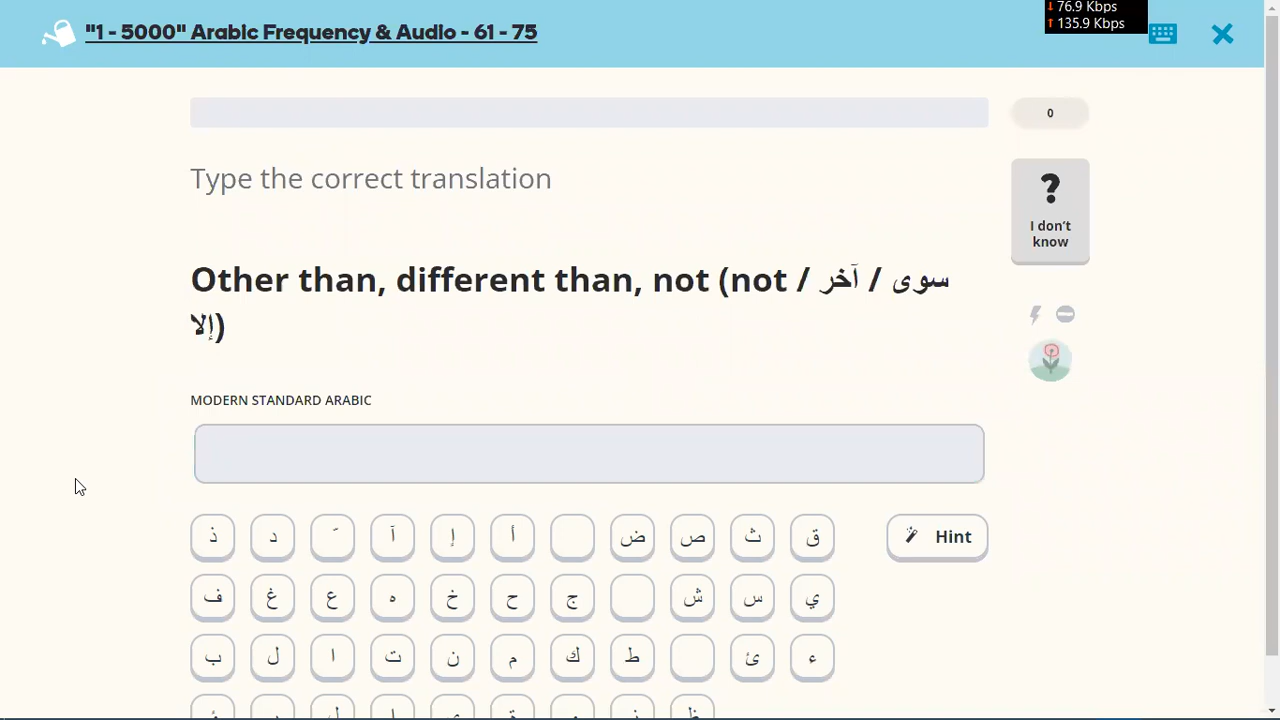 ↓ 76.9 Kbps
↑ 135.9 Kbps
"1 - 5000" Arabic Frequency & Audio - 61 - 75
0
Type the correct translation
?
I don't
know
Other than, different than, not (not / آخر / سوى
إلا)
MODERN STANDARD ARABIC
ذ د َ آ إ أ ض ص ث ق
Hint
ف غ ع ه خ ح ج ش س ي
ب ل ا ت ن م ك ط ئ ء